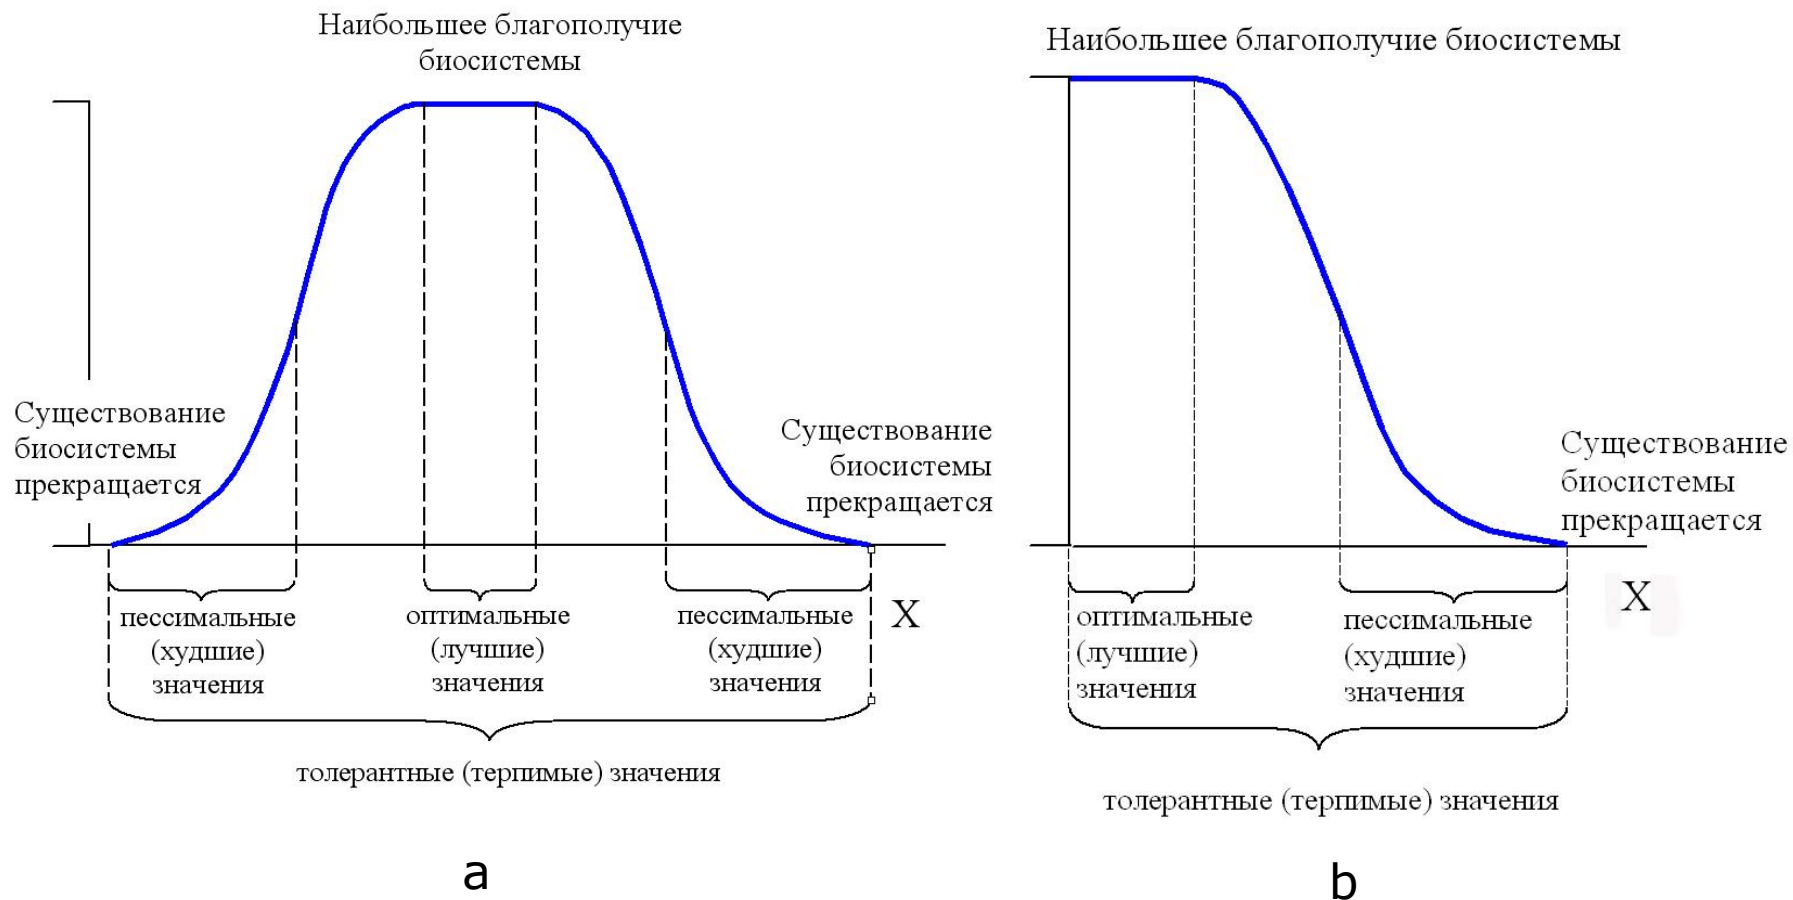 Наибольшее благополучие
биосистемы
Существование
биосистемы
прекращается
Существование
биосистемы
прекращается
пессимальные
(худшие)
значения
оптимальные
(лучшие)
значения
пессимальные
(худшие)
значения
X
толерантные (терпимые) значения
a
Наибольшее благополучие биосистемы
Существование
биосистемы
прекращается
оптимальные
(лучшие)
значения
пессимальные
(худшие)
значения
X
толерантные (терпимые) значения
b